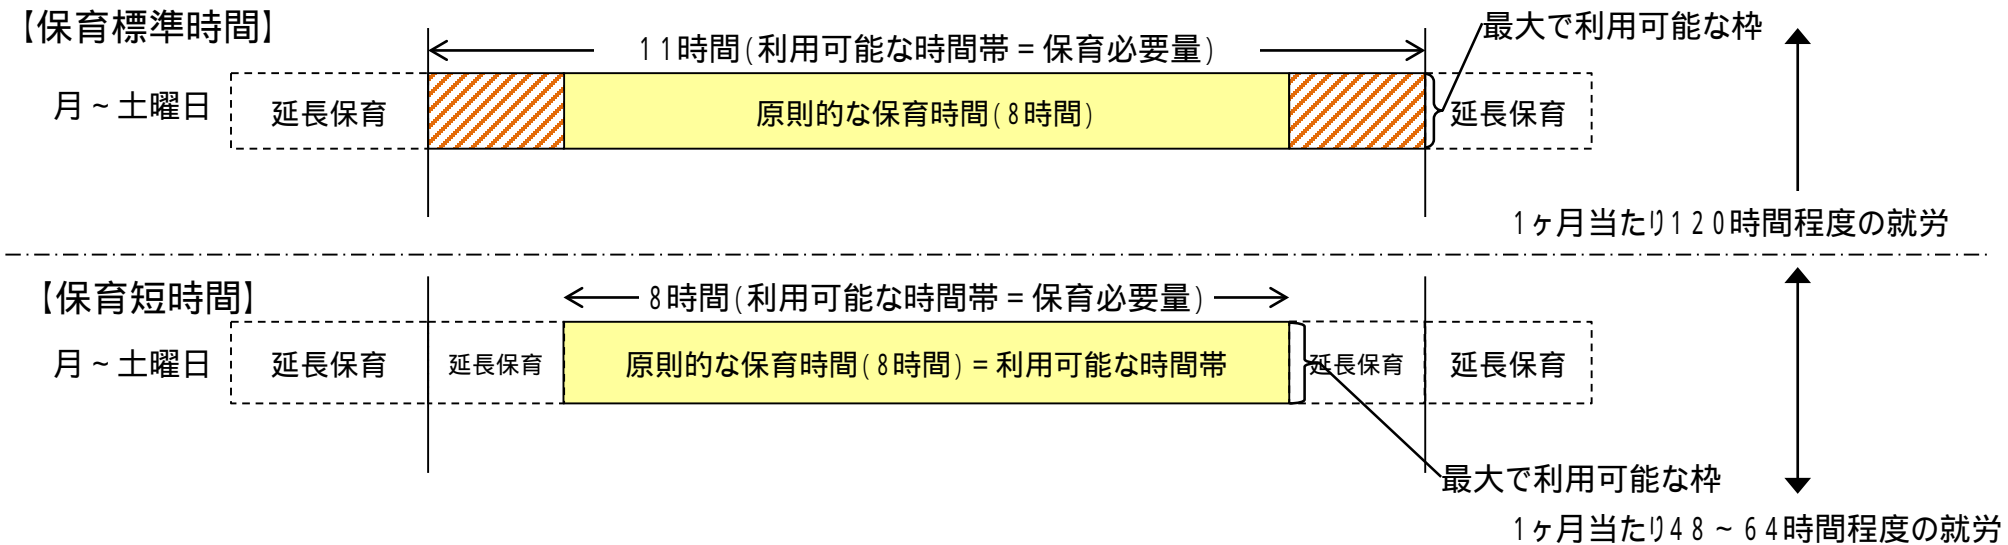 【保育標準時間】
最大で利用可能な枠
11時間(利用可能な時間帯=保育必要量)
月~土曜日
延長保育
原則的な保育時間(8時間)
延長保育
1ヶ月当たり120時間程度の就労
【保育短時間】
8時間(利用可能な時間帯=保育必要量)
月~土曜日
延長保育
延長保育
原則的な保育時間(8時間)=利用可能な時間帯
延長保育
延長保育
最大で利用可能な枠
1ヶ月当たり48~64時間程度の就労